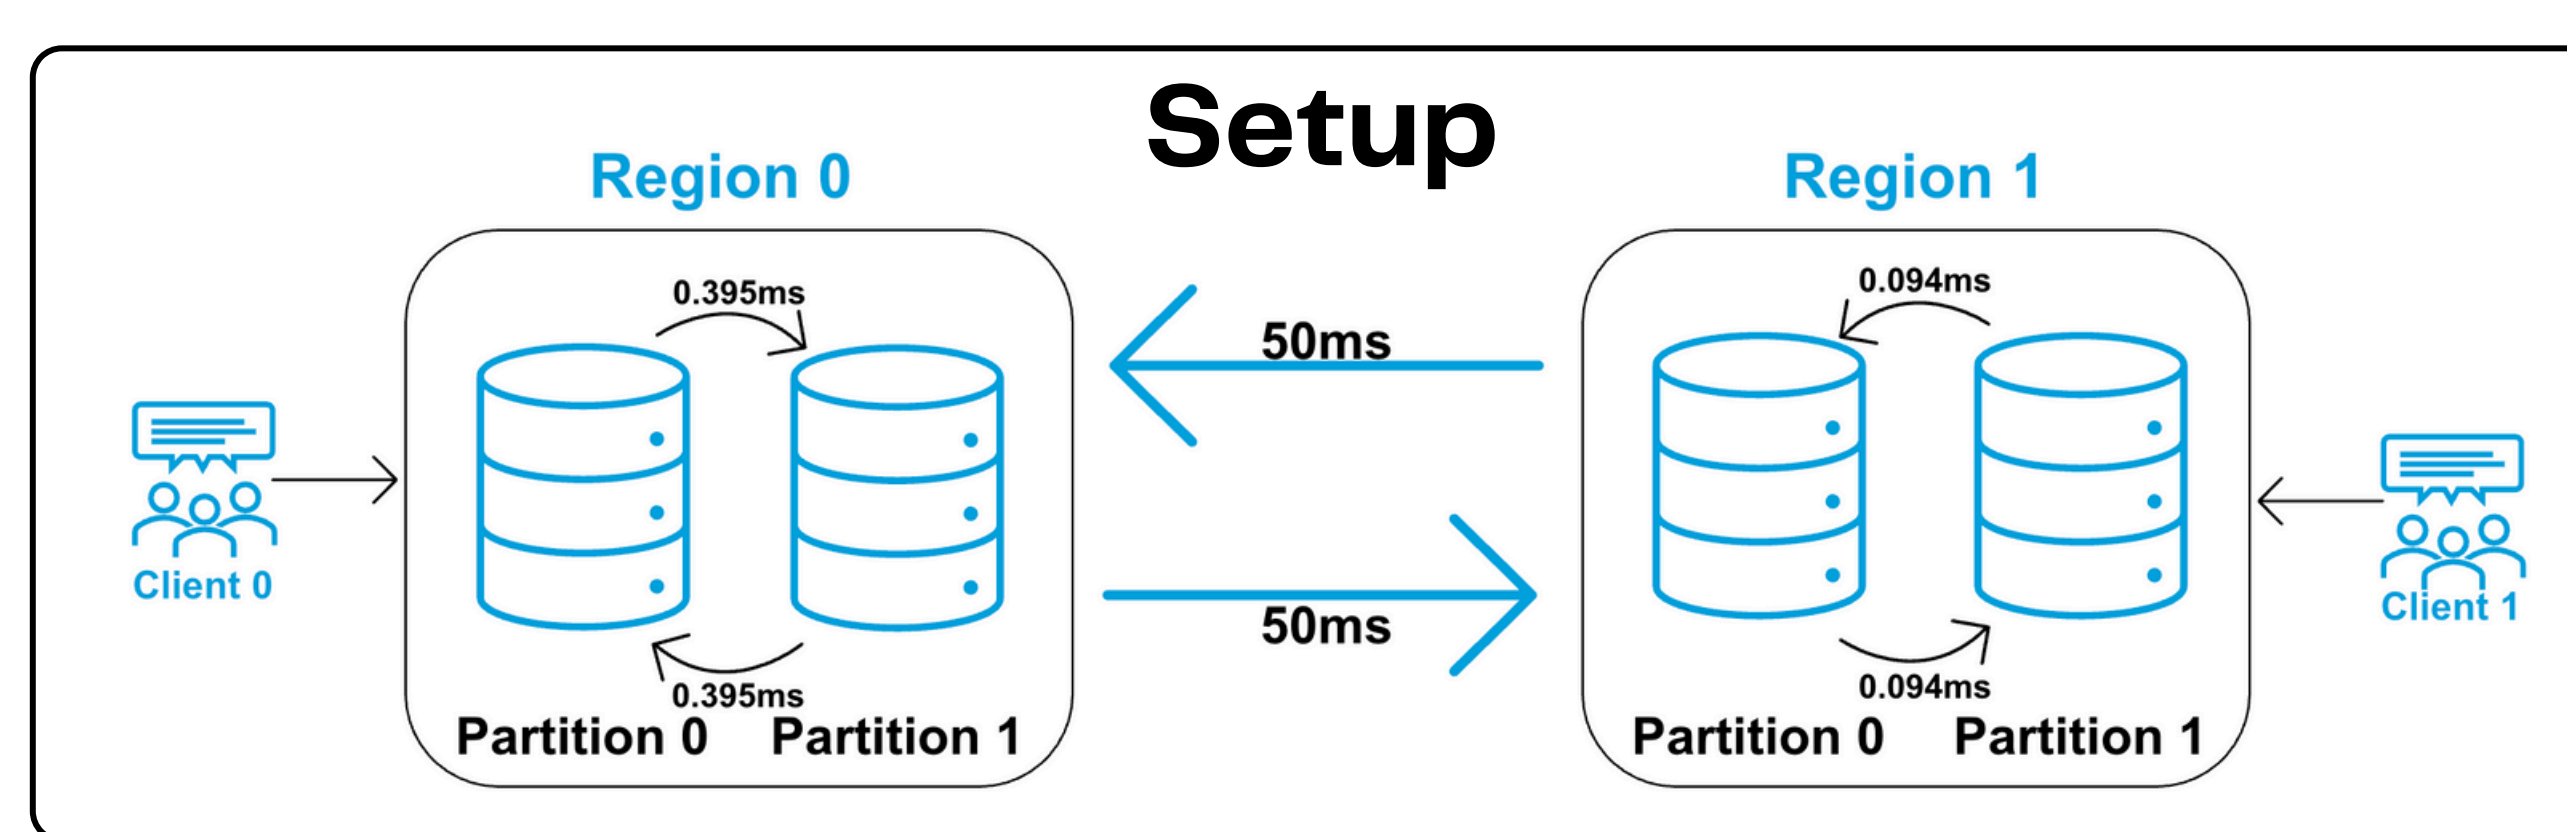 Setup
Region 0
Region 1
0.395ms
0.094ms
50ms
Client 0
Client 1
50ms
0.395ms
0.094ms
Partition 0
Partition 1
Partition 0
Partition 1